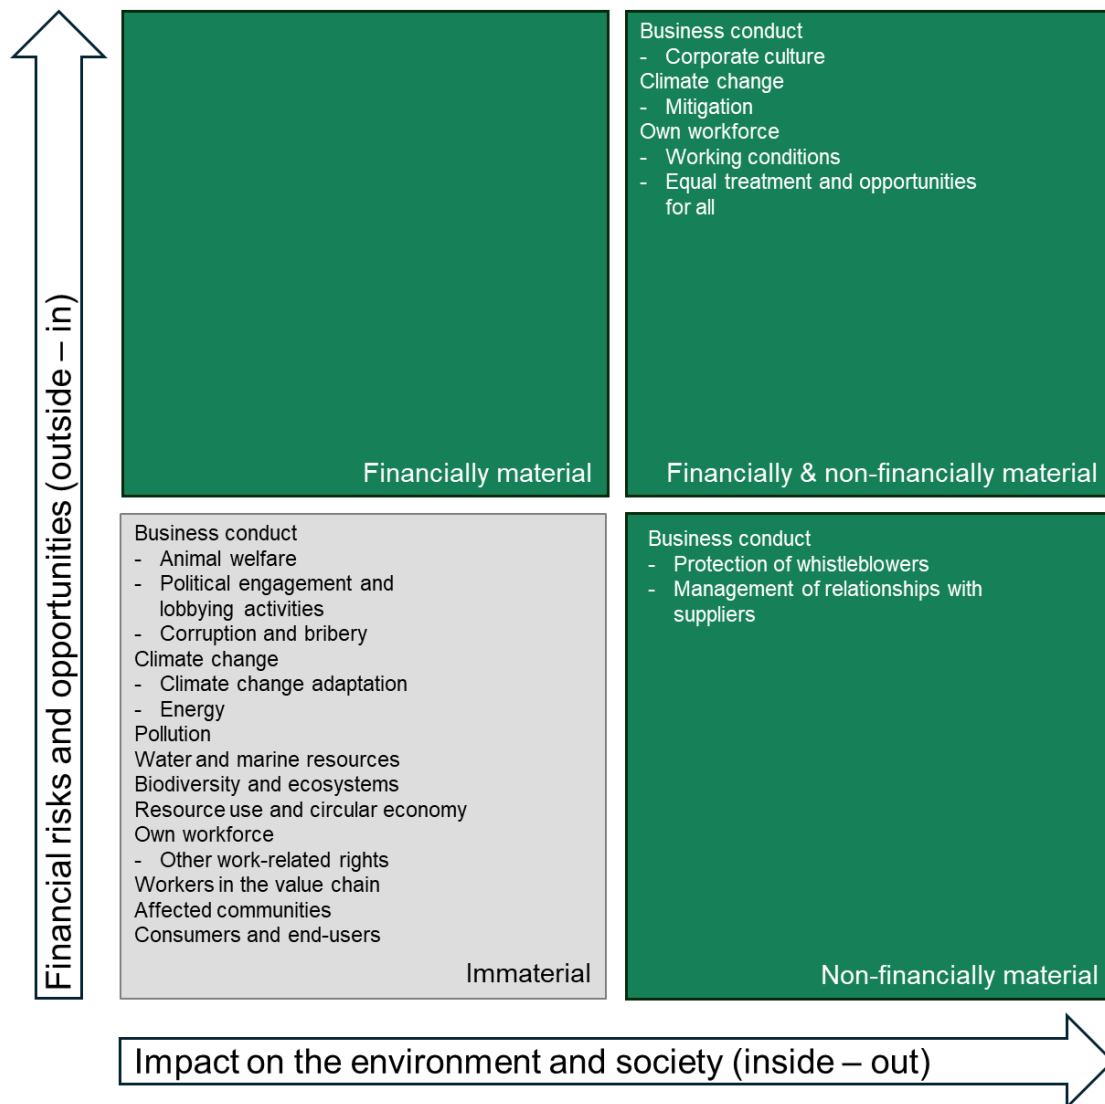 Financial risks and opportunities (outside – in)
Financially material
Business conduct
- Corporate culture
Climate change
- Mitigation
Own workforce
- Working conditions
- Equal treatment and opportunities
for all
Financially & non-financially material
Business conduct
- Animal welfare
- Political engagement and
lobbying activities
- Corruption and bribery
Climate change
- Climate change adaptation
- Energy
Pollution
Water and marine resources
Biodiversity and ecosystems
Resource use and circular economy
Own workforce
- Other work-related rights
Workers in the value chain
Affected communities
Consumers and end-users
Immaterial
Business conduct
- Protection of whistleblowers
- Management of relationships with
suppliers
Non-financially material
Impact on the environment and society (inside – out)